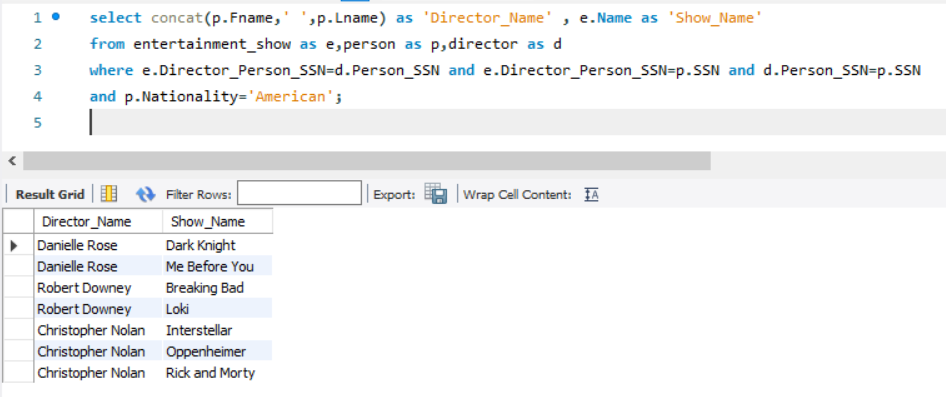 1 select concat(p.Fname,' ',p.Lname) as 'Director_Name' , e.Name as 'Show_Name'
2 from entertainment_show as e,person as p,director as d
3 where e.Director_Person_SSN=d.Person_SSN and e.Director_Person_SSN=p.SSN and d.Person_SSN=p.SSN
4 and p.Nationality='American';
5
Result Grid Filter Rows: Export: Wrap Cell Content:
Director_Name Show_Name
Danielle Rose Dark Knight
Danielle Rose Me Before You
Robert Downey Breaking Bad
Robert Downey Loki
Christopher Nolan Interstellar
Christopher Nolan Oppenheimer
Christopher Nolan Rick and Morty